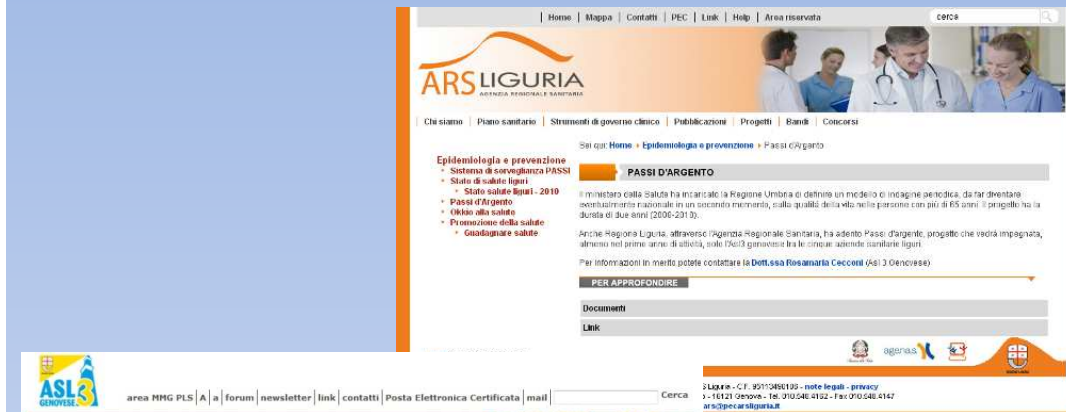 Home | Mappa | Contatti | PEC | Link | Help | Area riservata
cerca
ARS LIGURIA
AGENZIA REGIONALE SANITARIA
Chi siamo | Piano sanitario | Strumenti di governo clinico | Pubblicazioni | Progetti | Bandi | Concorsi
Sei qui: Home Epidemiologia e prevenzione Passi d'Argento
Epidemiologia e prevenzione
Sistema di sorveglianza PASSI
Stato di salute liguri
Stato salute liguri - 2010
Passi d'Argento
Okkio alla salute
Promozione della salute
Guadagnare salute
PASSI D'ARGENTO
Il ministero della Salute ha incaricato la Regione Umbria di definire un modello di indagine periodica, da far diventare
eventualmente nazionale in un secondo momento, sulla qualità della vita nelle persone con più di 65 anni. Il progetto ha la
durata di due anni
Anche Regione Liguria, attraverso l'Agenzia Regionale Sanitaria, ha aderito Passi d'argento, progetto che vedrà impegnata,
almeno nel primo anno di attività, solo l'Asl3 genovese tra le cinque aziende sanitarie liguri.
Per informazioni in merito potete contattare la Dott.ssa Rosamaria Cecconi (Asl 3 Genovese)
PER APPROFONDIRE
Documenti
Link
agenas
ASL 3
GENOVESE
area MMG PLS | A | a | forum | newsletter | link | contatti | Posta Elettronica Certificata | mail | Cerca
S Liguria - C.F. 95113490106 - note legali - privacy
- 16121 Genova - Tel. 010.548.4162 - Fax 010.548.4147
ars@pecarsliguria.it